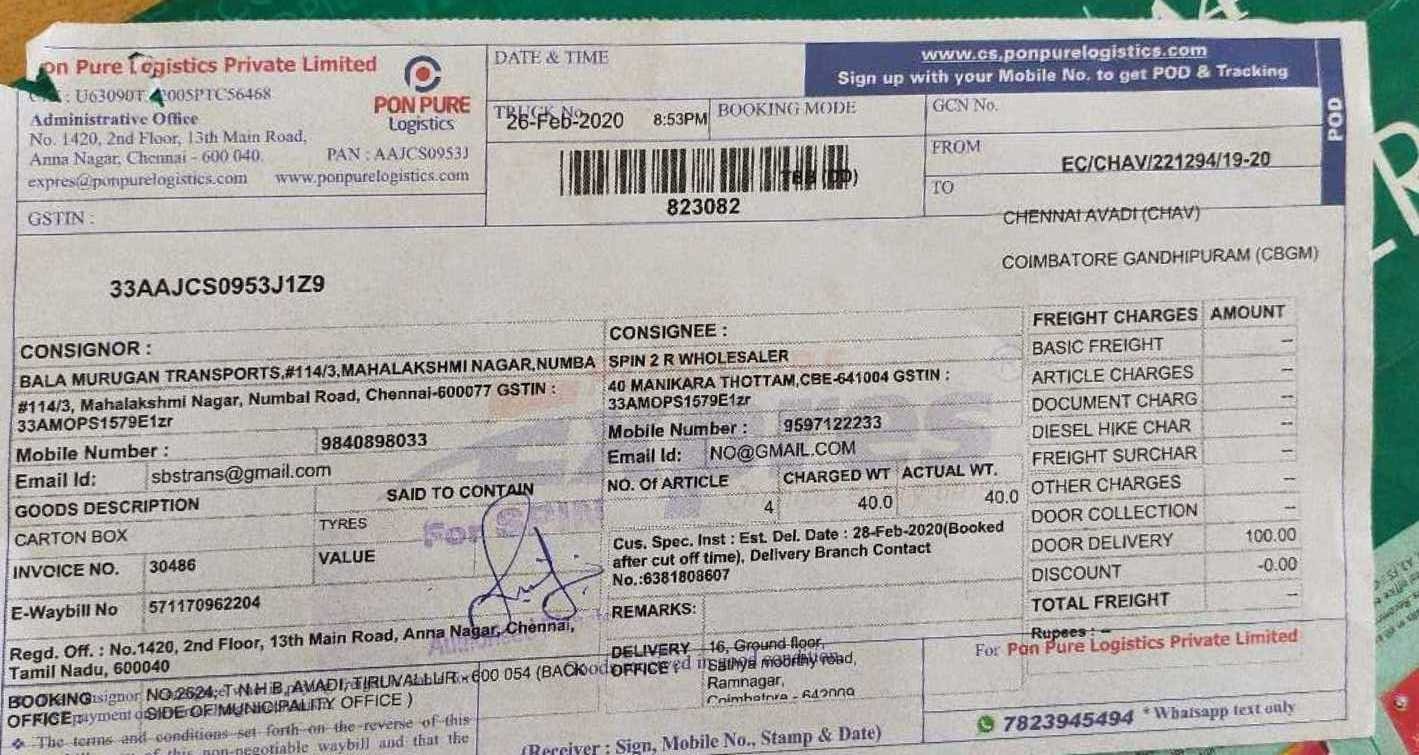 on Pure Logistics Private Limited
PON PURE
Logistics
: U63090T 005PTC56468
Administrative Office
No. 1420, 2nd Floor, 13th Main Road,
Anna Nagar, Chennai - 600 040.
PAN : AAJCS0953J
expres@ponpurelogistics.com www.ponpurelogistics.com
GSTIN :
33AAJCS0953J1Z9
DATE & TIME
TRUCK No.
26-Feb-2020 8:53PM
BOOKING MODE
823082
www.cs.ponpurelogistics.com
Sign up with your Mobile No. to get POD & Tracking
POD
GCN No.
FROM
EC/CHAV/221294/19-20
TO
CHENNAI AVADI (CHAV)
COIMBATORE GANDHIPURAM (CBGM)
CONSIGNOR :
BALA MURUGAN TRANSPORTS,#114/3,MAHALAKSHMI NAGAR,NUMBA
#114/3, Mahalakshmi Nagar, Numbal Road, Chennai-600077 GSTIN :
33AMOPS1579E1zr
Mobile Number : 9840898033
Email Id: sbstrans@gmail.com
GOODS DESCRIPTION SAID TO CONTAIN
CARTON BOX TYRES
INVOICE NO. 30486 VALUE
E-Waybill No 571170962204
Regd. Off. : No.1420, 2nd Floor, 13th Main Road, Anna Nagar, Chennai,
Tamil Nadu, 600040
BOOKING OFFICE NO.2624, T.N.H.B, AVADI, TIRUVALLUR - 600 054 (BACK
SIDE OF MUNICIPALITY OFFICE )
The terms and conditions set forth on the reverse of this
this non-negotiable waybill and that the
CONSIGNEE :
SPIN 2 R WHOLESALER
40 MANIKARA THOTTAM,CBE-641004 GSTIN :
33AMOPS1579E1zr
Mobile Number : 9597122233
Email Id: NO@GMAIL.COM
NO. Of ARTICLE CHARGED WT ACTUAL WT.
4 40.0 40.0
For SPIN
Cus. Spec. Inst : Est. Del. Date : 28-Feb-2020(Booked
after cut off time), Delivery Branch Contact
No.:6381808607
REMARKS:
DELIVERY OFFICE : 16, Ground floor,
Sathya moorthy road,
Ramnagar,
Coimbatore - 642009
(Receiver : Sign, Mobile No., Stamp & Date)
FREIGHT CHARGES AMOUNT
BASIC FREIGHT --
ARTICLE CHARGES --
DOCUMENT CHARG --
DIESEL HIKE CHAR --
FREIGHT SURCHAR --
OTHER CHARGES --
DOOR COLLECTION --
DOOR DELIVERY 100.00
DISCOUNT -0.00
TOTAL FREIGHT --
Rupees : --
For Pon Pure Logistics Private Limited
7823945494 * Whatsapp text only